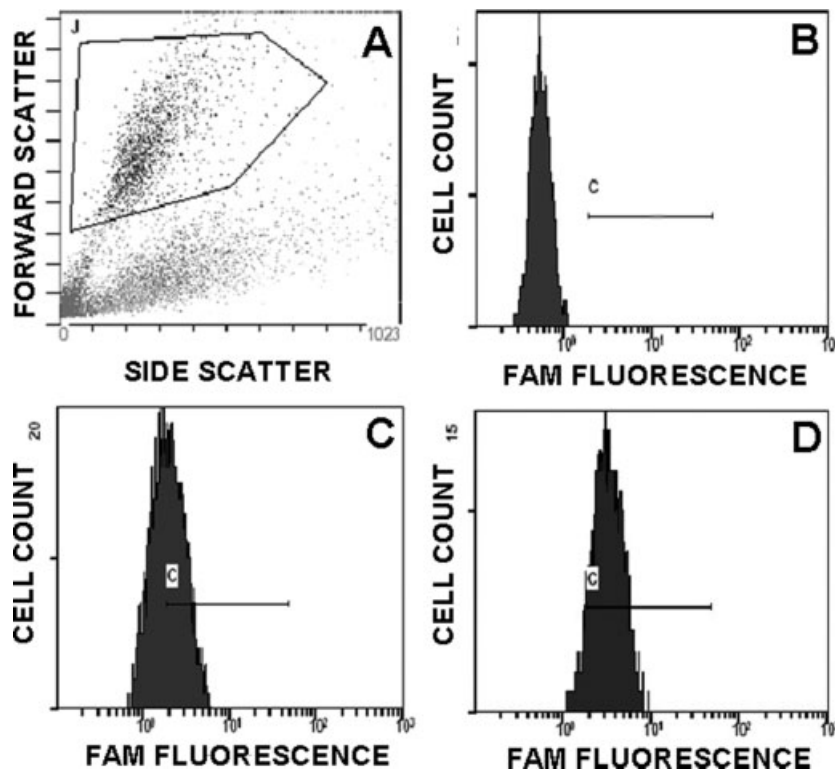 J
A
FORWARD SCATTER
0
1023
SIDE SCATTER
B
CELL COUNT
C
10⁰
10¹
10²
10³
FAM FLUORESCENCE
C
20
CELL COUNT
C
10⁰
10¹
10²
10³
FAM FLUORESCENCE
D
15
CELL COUNT
C
10⁰
10¹
10²
FAM FLUORESCENCE